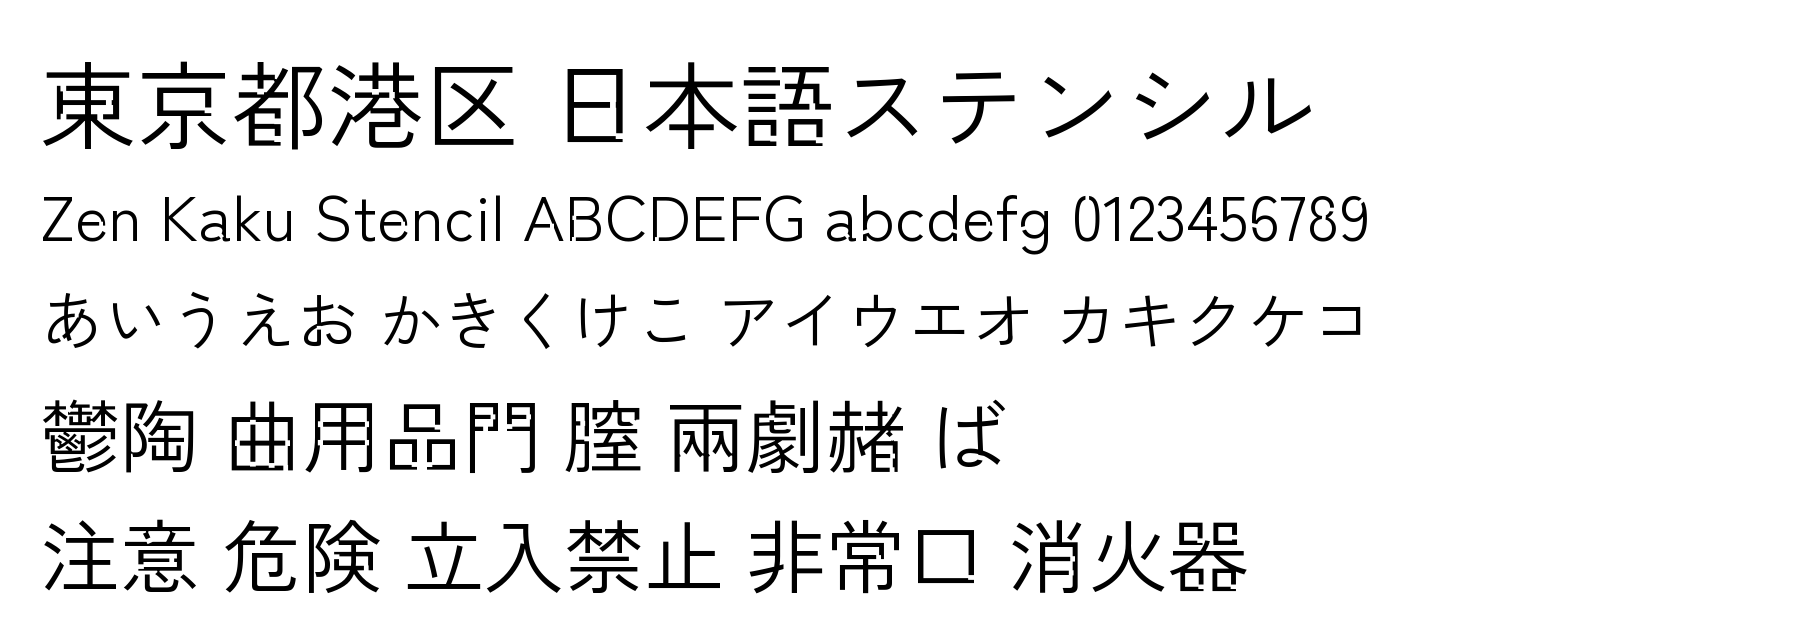 東京都港区 日本語ステンシル
Zen Kaku Stencil ABCDEFG abcdefg 0123456789
あいうえお かきくけこ アイウエオ カキクケコ
鬱陶 曲用品門 膣 兩劇赭 ば
注意 危険 立入禁止 非常口 消火器